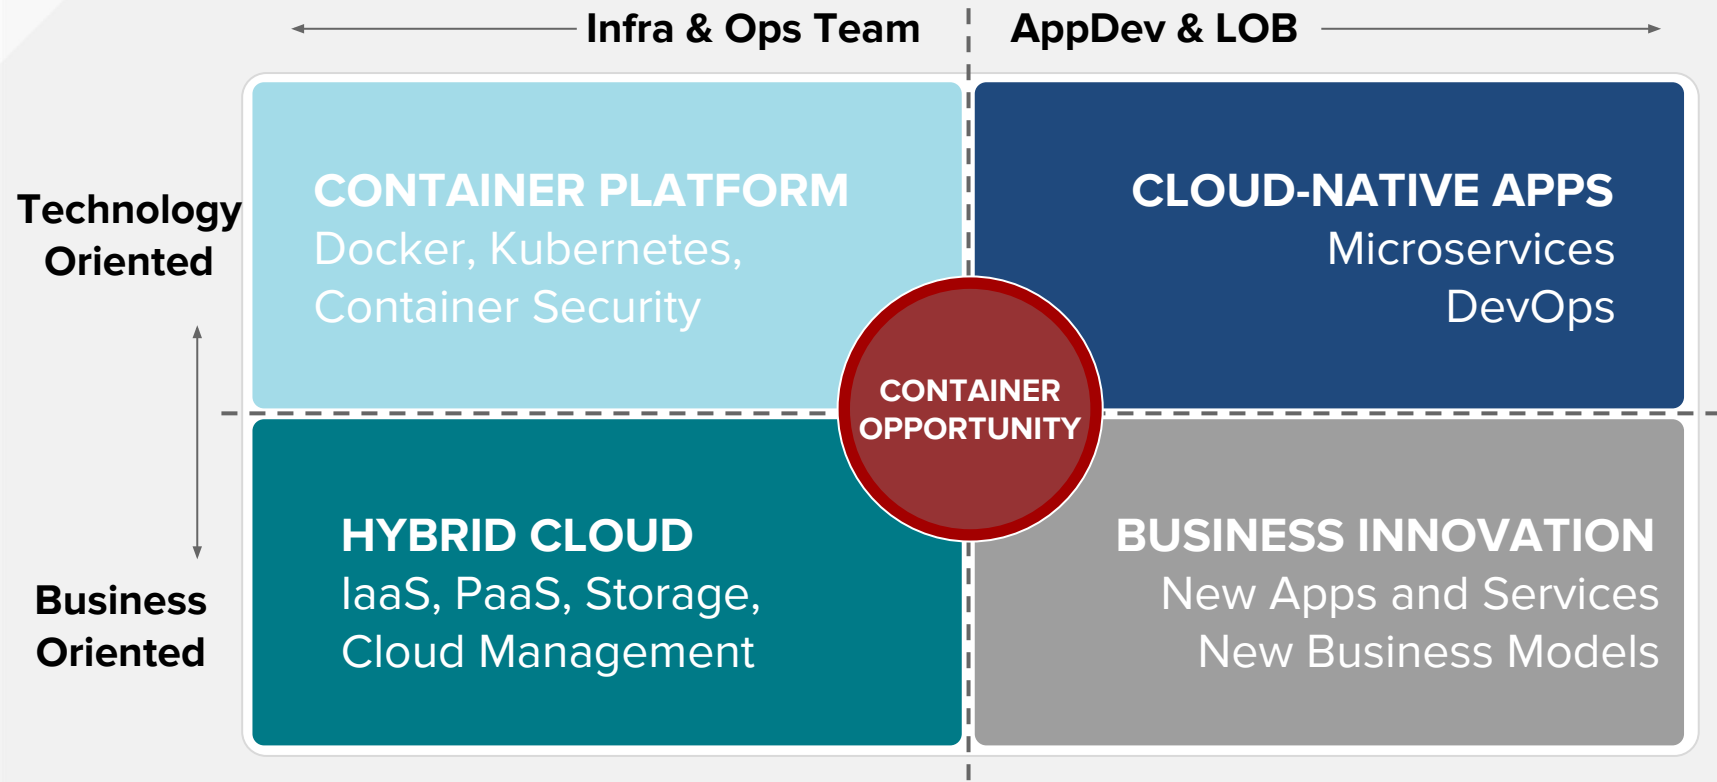 Infra & Ops Team
AppDev & LOB
Technology
Oriented
CONTAINER PLATFORM
Docker, Kubernetes,
Container Security
CLOUD-NATIVE APPS
Microservices
DevOps
CONTAINER
OPPORTUNITY
Business
Oriented
HYBRID CLOUD
IaaS, PaaS, Storage,
Cloud Management
BUSINESS INNOVATION
New Apps and Services
New Business Models